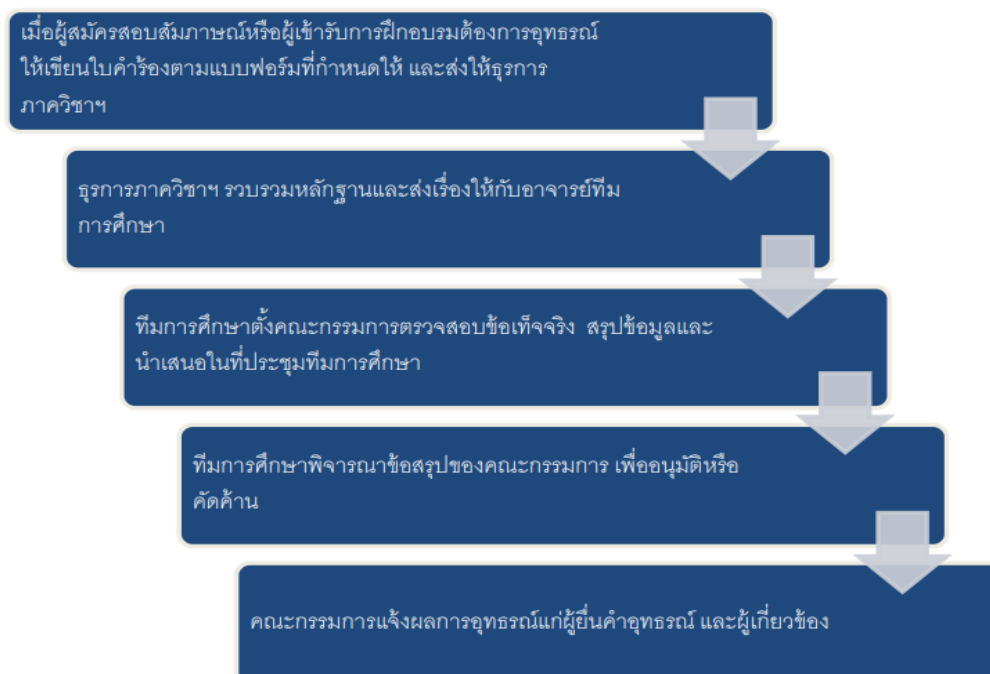 เมื่อผู้สมัครสอบสัมภาษณ์หรือผู้เข้ารับการฝึกอบรมต้องการอุทธรณ์
ให้เขียนใบคำร้องตามแบบฟอร์มที่กำหนดให้ และส่งให้ธุรการ
ภาควิชาฯ
ธุรการภาควิชาฯ รวบรวมหลักฐานและส่งเรื่องให้กับอาจารย์ทีม
การศึกษา
ทีมการศึกษาตั้งคณะกรรมการตรวจสอบข้อเท็จจริง สรุปข้อมูลและ
นำเสนอในที่ประชุมทีมการศึกษา
ทีมการศึกษาพิจารณาข้อสรุปของคณะกรรมการ เพื่ออนุมัติหรือ
คัดค้าน
คณะกรรมการแจ้งผลการอุทธรณ์แก่ผู้ยื่นคำอุทธรณ์ และผู้เกี่ยวข้อง